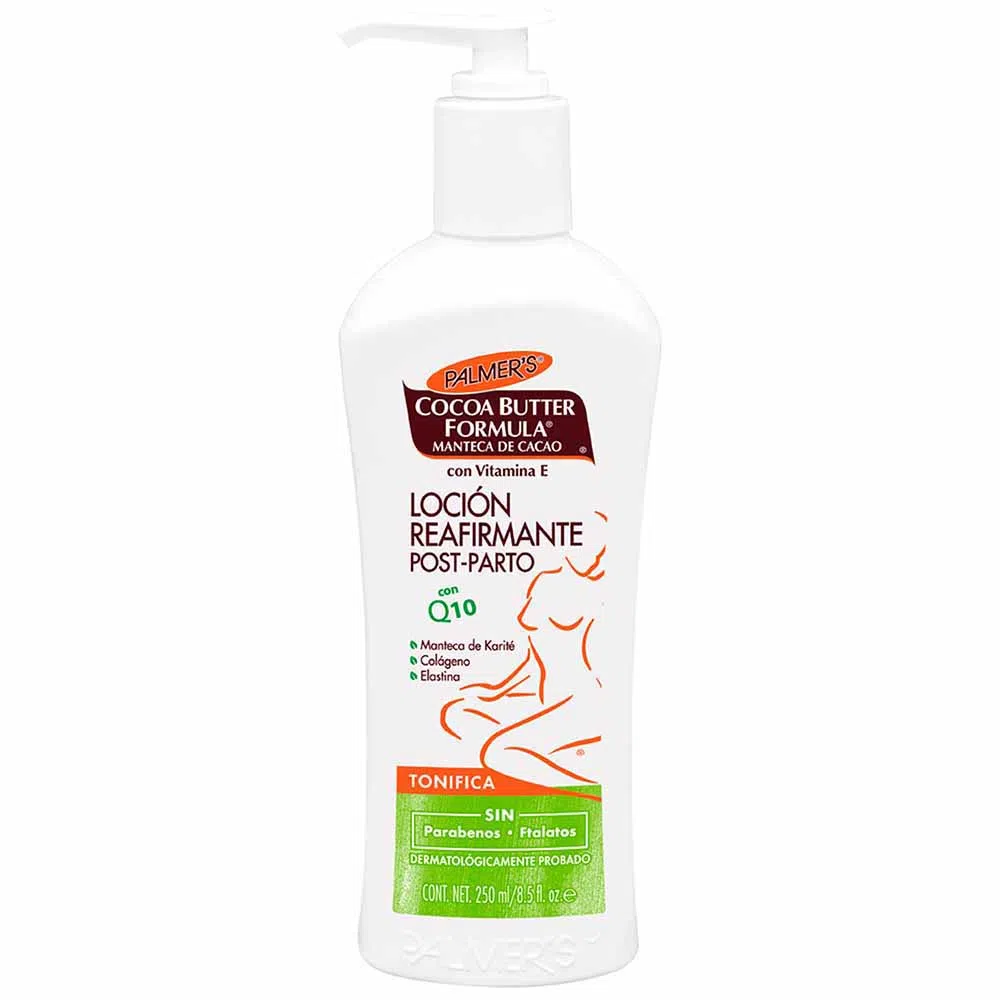 PALMER'S®
COCOA BUTTER
FORMULA®
MANTECA DE CACAO ®
con Vitamina E
LOCIÓN
REAFIRMANTE
POST-PARTO
con
Q10
Manteca de Karité
Colágeno
Elastina
®
TONIFICA
SIN
Parabenos • Ftalatos
DERMATOLÓGICAMENTE PROBADO
CONT. NET. 250 ml/8.5 fl. oz. ℮
PALMER'S